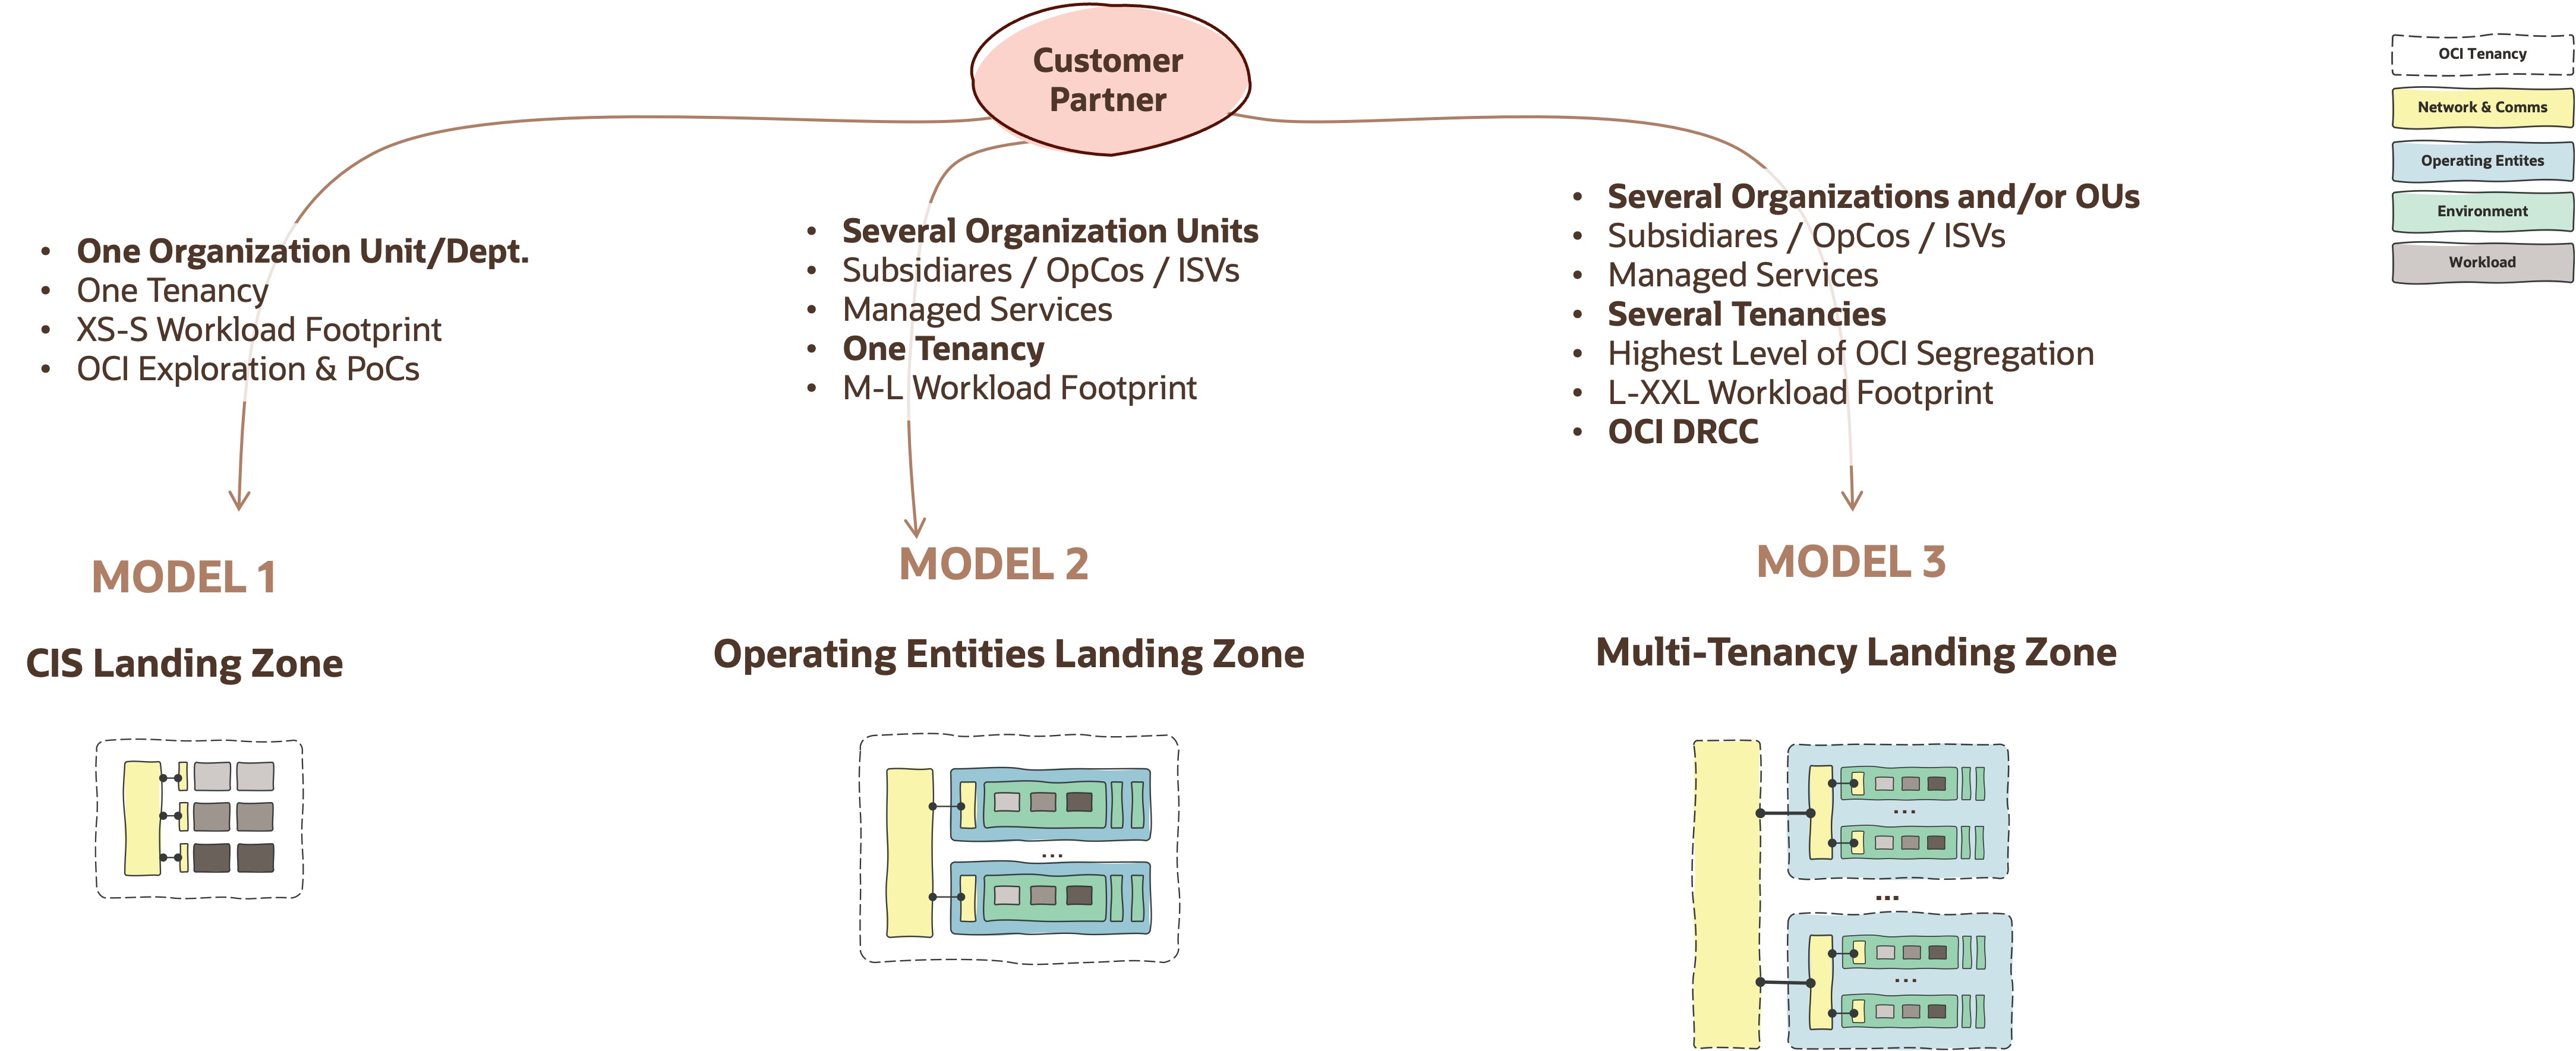 Customer
Partner
OCI Tenancy
Network & Comms
Operating Entites
Environment
Workload
• One Organization Unit/Dept.
• One Tenancy
• XS-S Workload Footprint
• OCI Exploration & PoCs
• Several Organization Units
• Subsidiares / OpCos / ISVs
• Managed Services
• One Tenancy
• M-L Workload Footprint
• Several Organizations and/or OUs
• Subsidiares / OpCos / ISVs
• Managed Services
• Several Tenancies
• Highest Level of OCI Segregation
• L-XXL Workload Footprint
• OCI DRCC
MODEL 1
CIS Landing Zone
MODEL 2
Operating Entities Landing Zone
...
MODEL 3
Multi-Tenancy Landing Zone
...
...
...